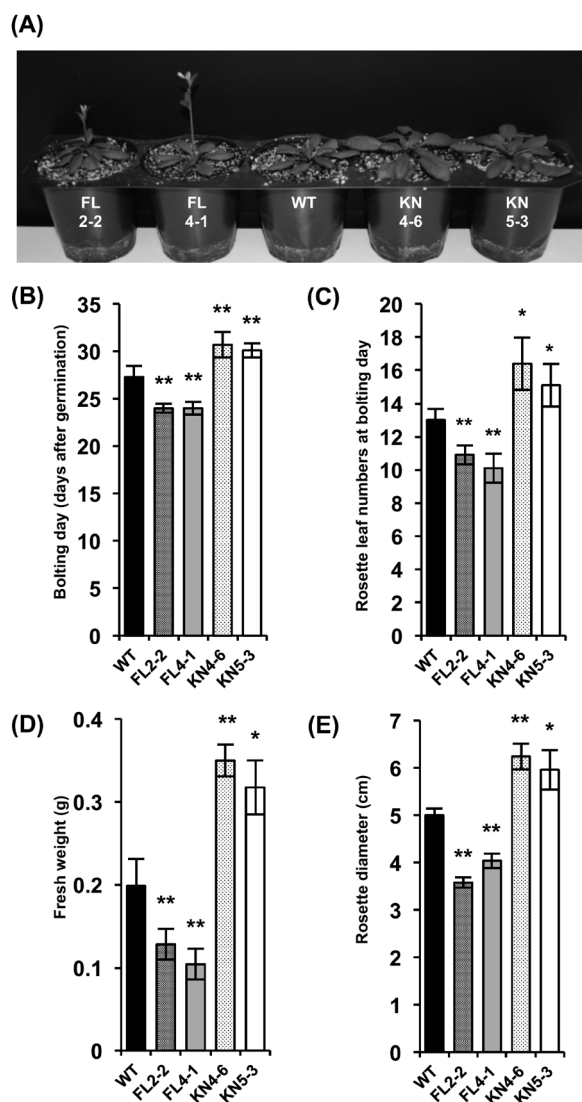 (A)
FL
2-2
FL
4-1
WT
KN
4-6
KN
5-3
(B)
Bolting day (days after germination)
35
30
25
20
15
10
5
0
**
**
**
**
WT
FL2-2
FL4-1
KN4-6
KN5-3
(C)
Rosette leaf numbers at bolting day
20
18
16
14
12
10
8
6
4
2
0
**
**
*
*
WT
FL2-2
FL4-1
KN4-6
KN5-3
(D)
Fresh weight (g)
0.4
0.3
0.2
0.1
0
**
**
**
*
WT
FL2-2
FL4-1
KN4-6
KN5-3
(E)
Rosette diameter (cm)
7
6
5
4
3
2
1
0
**
**
**
*
WT
FL2-2
FL4-1
KN4-6
KN5-3